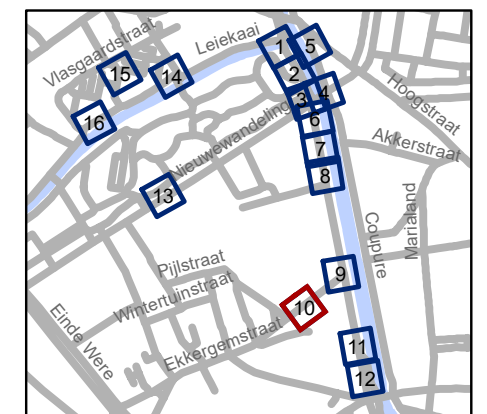 Vlasgaardstraat
Leiekaai
1
5
2
15
14
3
4
Hoogstraat
16
6
Nieuwewandeling
Akkerstraat
7
8
13
Marialand
Coupure
Pijlstraat
9
Wintertuinstraat
10
Einde Were
Ekkergemstraat
11
12